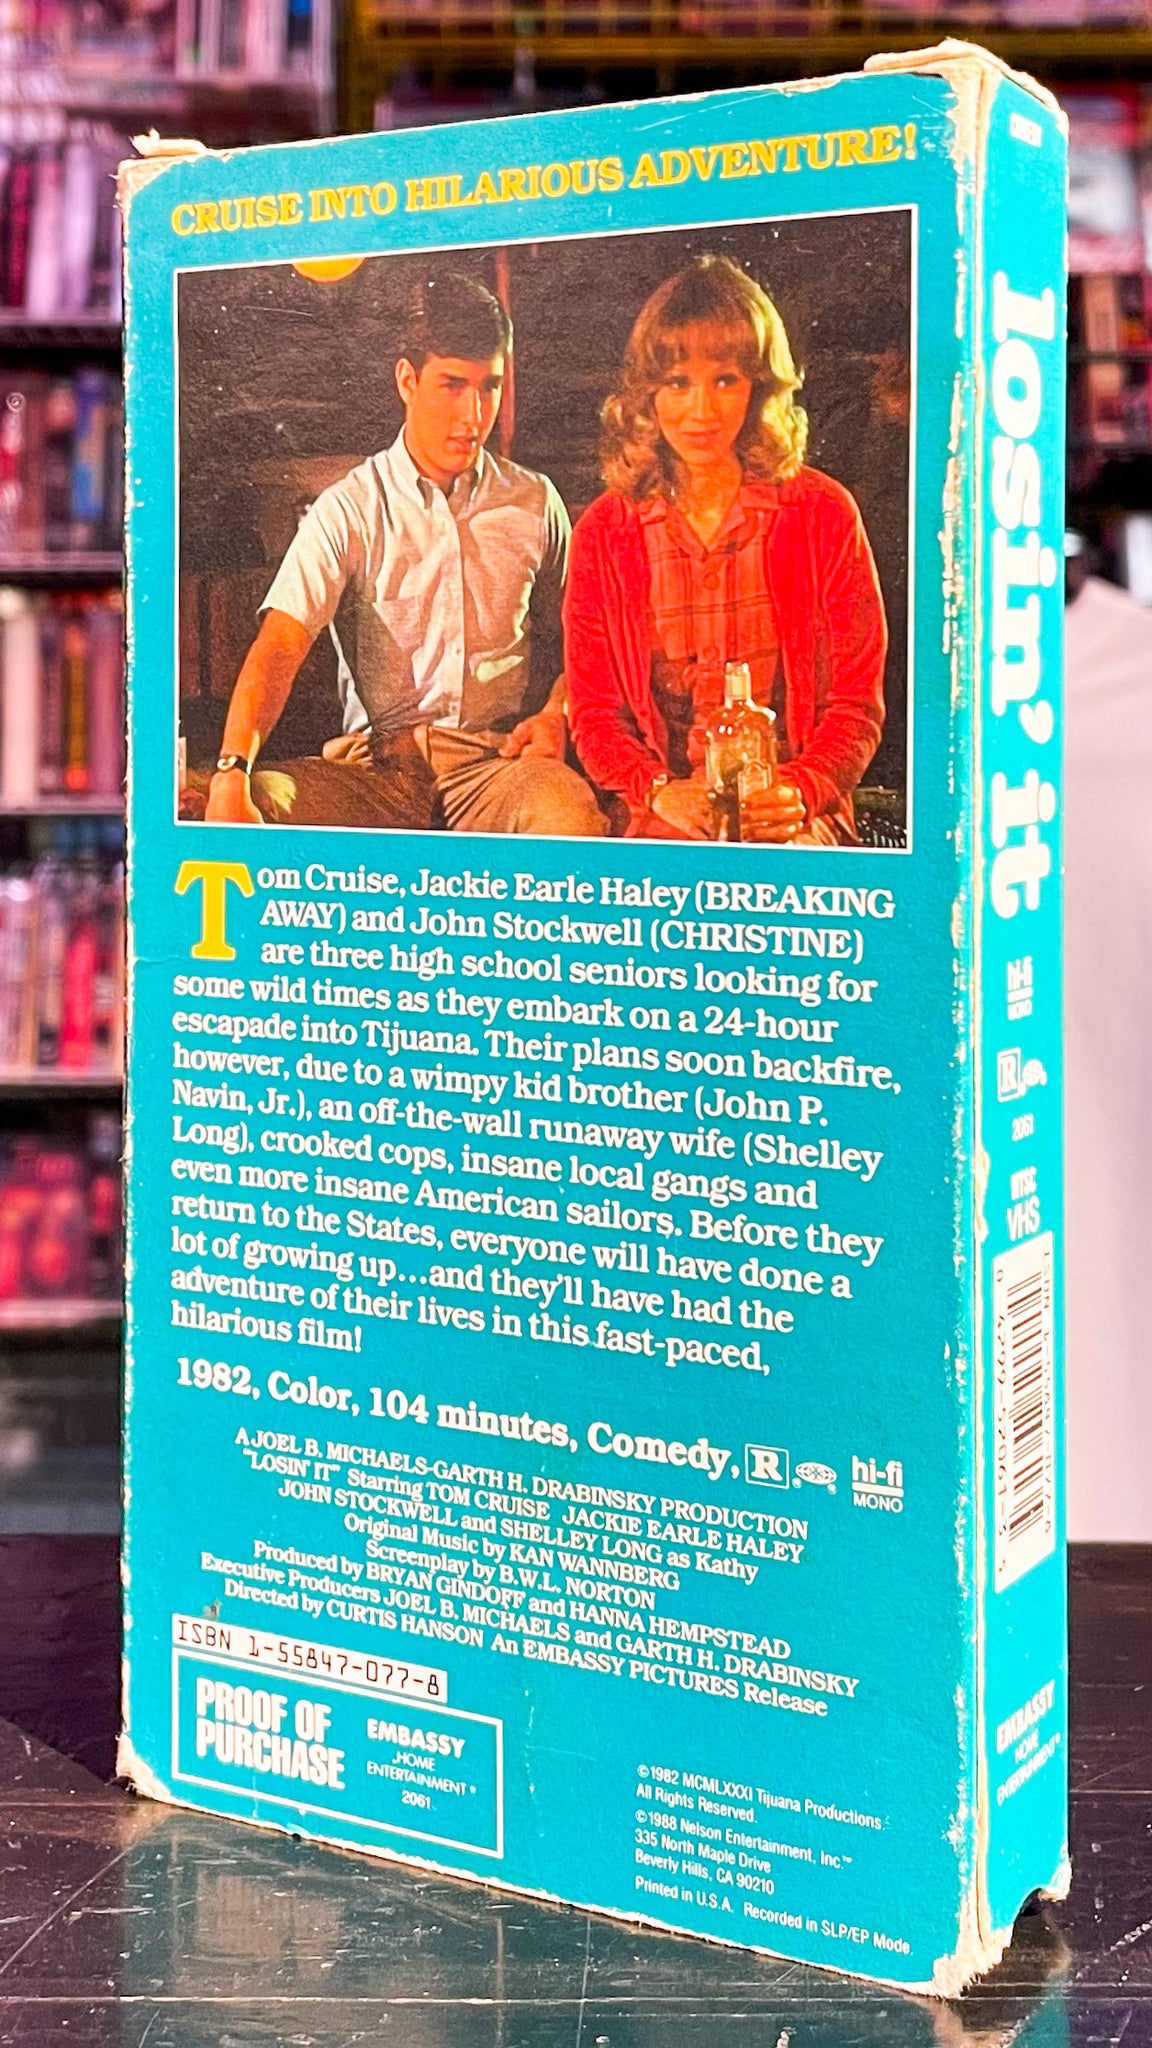 CRUISE INTO HILARIOUS ADVENTURE!
Tom Cruise, Jackie Earle Haley (BREAKING
AWAY) and John Stockwell (CHRISTINE)
are three high school seniors looking for
some wild times as they embark on a 24-hour
escapade into Tijuana. Their plans soon backfire,
however, due to a wimpy kid brother (John P.
Navin, Jr.), an off-the-wall runaway wife (Shelley
Long), crooked cops, insane local gangs and
even more insane American sailors. Before they
return to the States, everyone will have done a
lot of growing up...and they'll have had the
adventure of their lives in this fast-paced,
hilarious film!
1982, Color, 104 minutes, Comedy, R
hi-fi
MONO
A JOEL B. MICHAELS-GARTH H. DRABINSKY PRODUCTION
"LOSIN' IT" Starring TOM CRUISE JACKIE EARLE HALEY
JOHN STOCKWELL and SHELLEY LONG as Kathy
Original Music by KAN WANNBERG
Screenplay by B.W.L. NORTON
Produced by BRYAN GINDOFF and HANNA HEMPSTEAD
Executive Producers JOEL B. MICHAELS and GARTH H. DRABINSKY
Directed by CURTIS HANSON An EMBASSY PICTURES Release
ISBN 1-55847-077-8
PROOF OF
PURCHASE
EMBASSY
HOME
ENTERTAINMENT®
2061
©1982 MCMLXXXI Tijuana Productions
All Rights Reserved.
©1988 Nelson Entertainment, Inc.™
335 North Maple Drive
Beverly Hills, CA 90210
Printed in U.S.A. Recorded in SLP/EP Mode.
losin' it
hi-fi
MONO
R
2061
VHS
EMBASSY
HOME
ENTERTAINMENT®